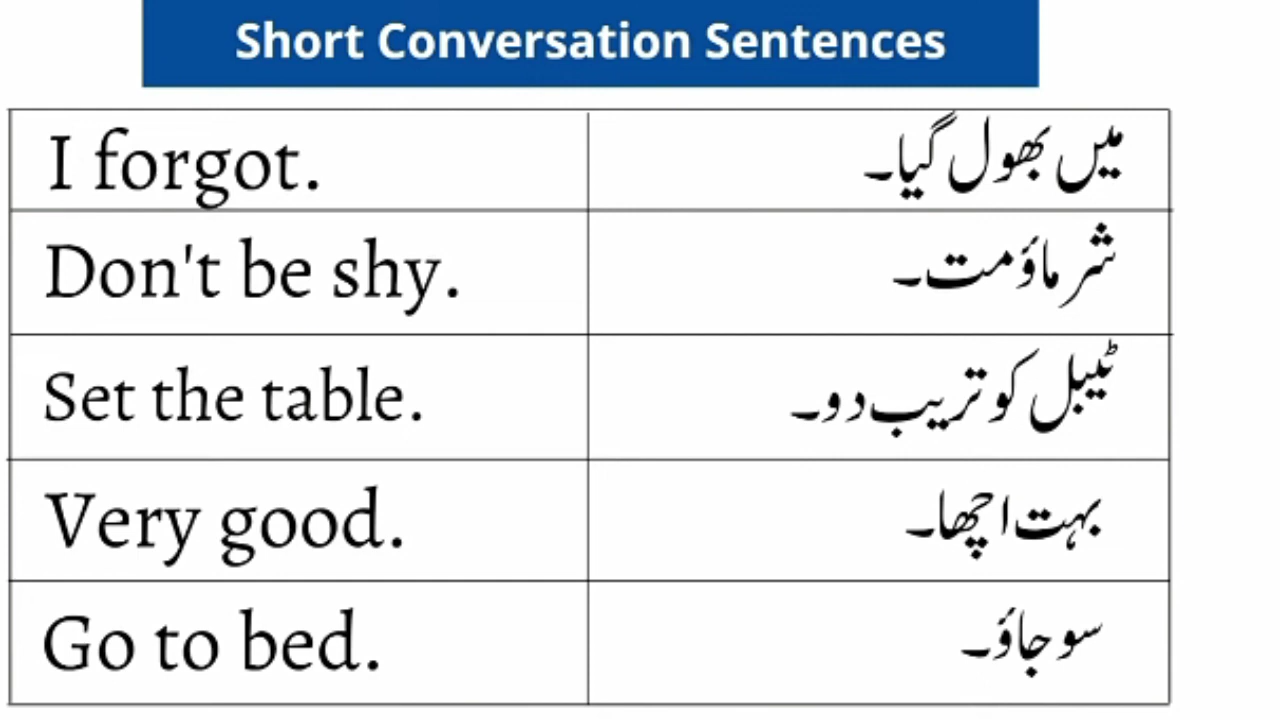 Short Conversation Sentences
I forgot. میں بھول گیا۔
Don't be shy. شرماؤ مت۔
Set the table. ٹیبل کو تریب دو۔
Very good. بہت اچھا۔
Go to bed. سو جاؤ۔